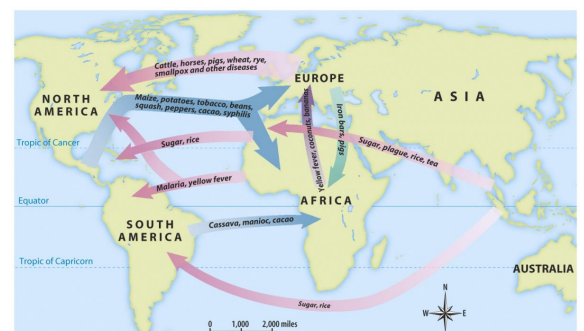 Cattle, horses, pigs, wheat, rye,
smallpox and other diseases
EUROPE
NORTH
AMERICA
ASIA
Maize, potatoes, tobacco, beans,
squash, peppers, cacao, syphilis
Yellow fever, coconuts, bananas
Iron bars, pigs
Tropic of Cancer
Sugar, rice
Sugar, plague, rice, tea
Malaria, yellow fever
AFRICA
Equator
SOUTH
AMERICA
Cassava, manioc, cacao
Tropic of Capricorn
AUSTRALIA
Sugar, rice
N
W
E
S
0 1,000 2,000 miles